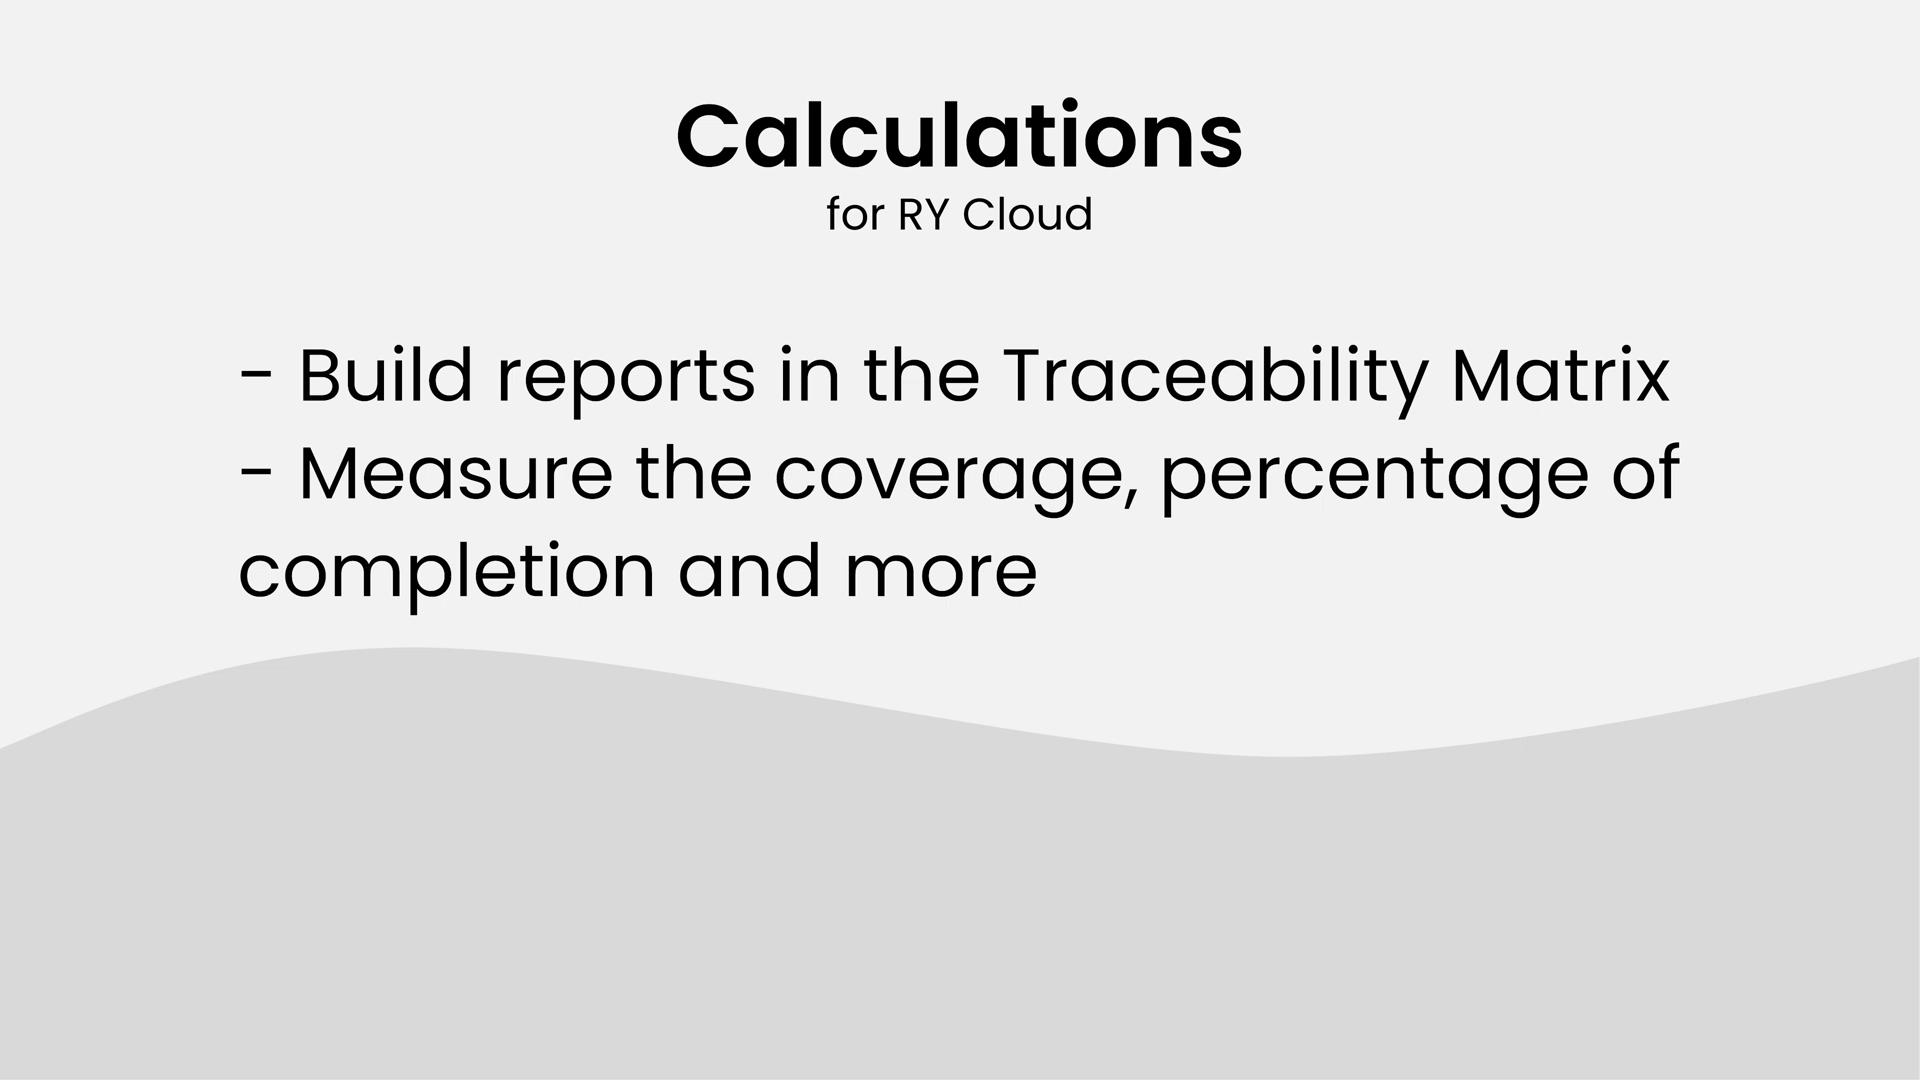 Calculations
for RY Cloud
- Build reports in the Traceability Matrix
- Measure the coverage, percentage of
completion and more